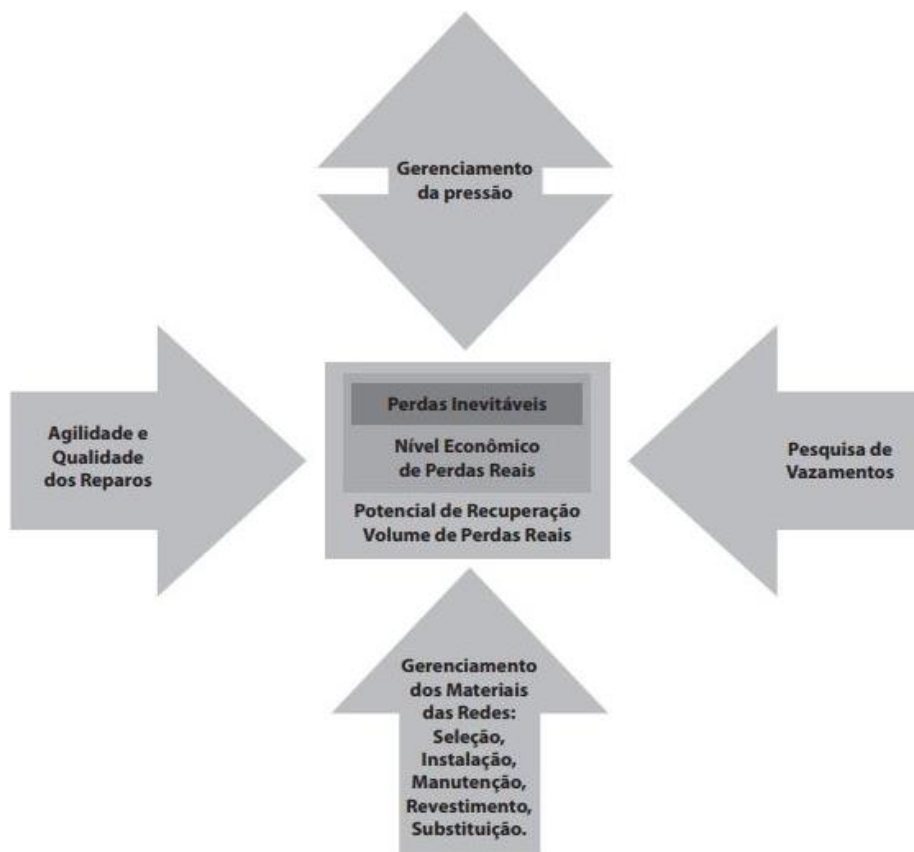 Gerenciamento
da pressão
Agilidade e
Qualidade
dos Reparos
Perdas Inevitáveis
Nível Econômico
de Perdas Reais
Potencial de Recuperação
Volume de Perdas Reais
Pesquisa de
Vazamentos
Gerenciamento
dos Materiais
das Redes:
Seleção,
Instalação,
Manutenção,
Revestimento,
Substituição.